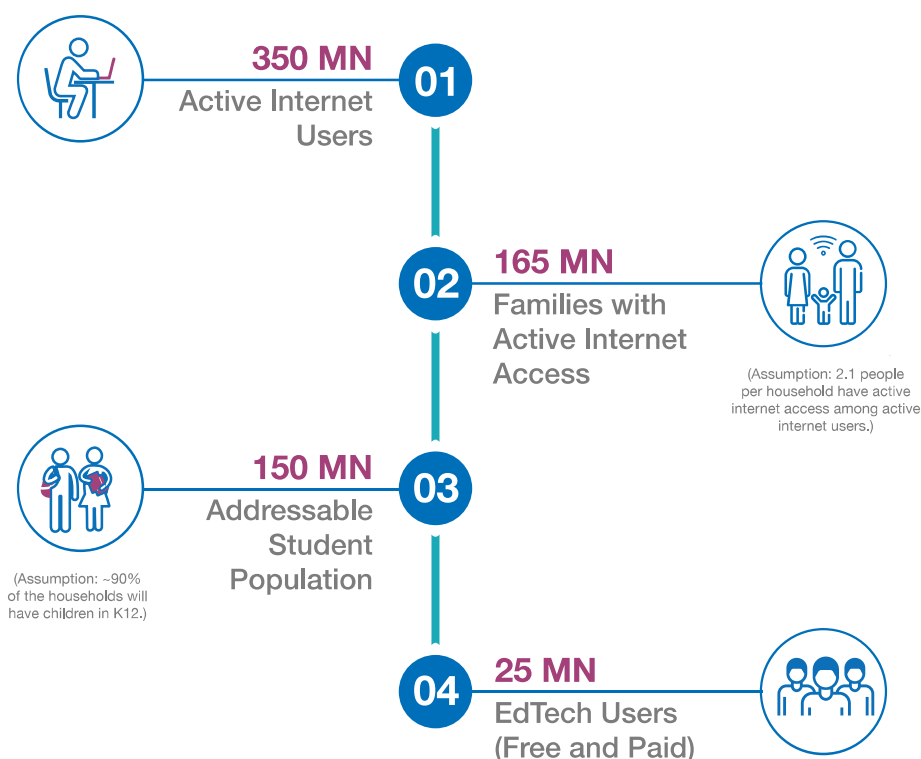 350 MN
Active Internet
Users
01
02
165 MN
Families with
Active Internet
Access
(Assumption: 2.1 people
per household have active
internet access among active
internet users.)
150 MN
Addressable
Student
Population
03
(Assumption: ~90%
of the households will
have children in K12.)
04
25 MN
EdTech Users
(Free and Paid)